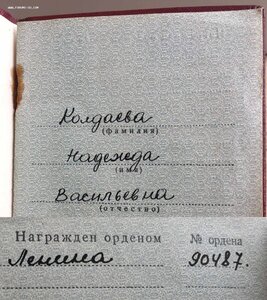 Колдаева
(фамилия)
Надежда
(имя)
Васильевна
(отчество)
Награжден орденом № ордена
Ленина 90487.